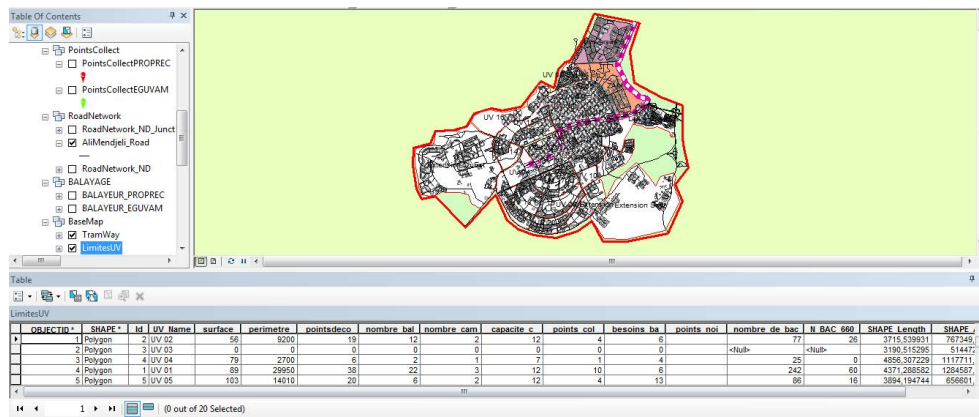 Table Of Contents
PointsCollect
PointsCollectPROPREC
PointsCollectEGUVAM
RoadNetwork
RoadNetwork_ND_Junct
AliMendjeli_Road
RoadNetwork_ND
BALAYAGE
BALAYEUR_PROPREC
BALAYEUR_EGUVAM
BaseMap
TramWay
LimitesUV
UV 16
Table
LimitesUV
OBJECTID * SHAPE * Id UV_Name surface perimetre pointsdeco nombre_bal nombre_cam capacite_c points_col besoins_ba points_noi nombre_de_bac N_BAC_660 SHAPE_Length SHAPE_
1 Polygon 2 UV 02 56 9200 19 12 2 12 4 6 77 26 3715,539931 767349,
2 Polygon 3 UV 03 0 0 0 0 0 0 0 0 <Null> <Null> 3190,515295 514472
3 Polygon 4 UV 04 79 2700 6 2 1 7 1 4 25 0 4856,307229 1117711,
4 Polygon 1 UV 01 89 29950 38 22 3 12 10 6 242 60 4371,288582 1284587,
5 Polygon 5 UV 05 103 14010 20 6 2 12 4 13 86 16 3894,194744 656601,
1 (0 out of 20 Selected)